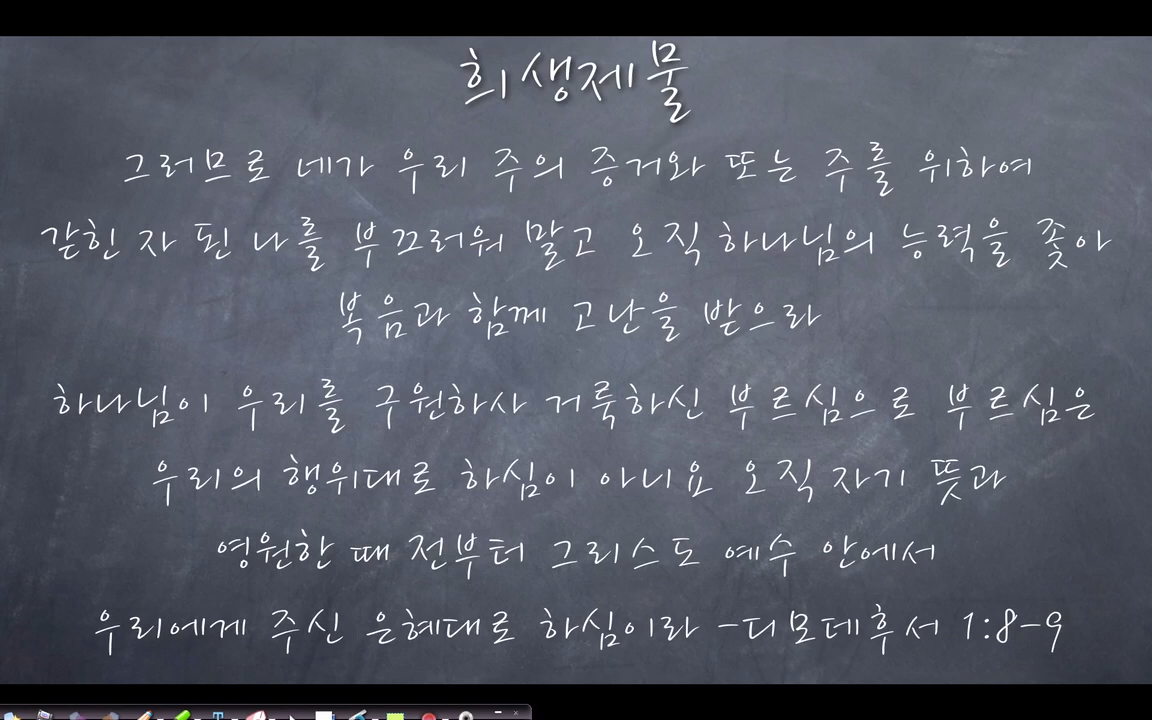 희생제물
그러므로 네가 우리 주의 증거와 또는 주를 위하여
갇힌 자 된 나를 부끄러워 말고 오직 하나님의 능력을 좇아
복음과 함께 고난을 받으라
하나님이 우리를 구원하사 거룩하신 부르심으로 부르심은
우리의 행위대로 하심이 아니요 오직 자기 뜻과
영원한 때 전부터 그리스도 예수 안에서
우리에게 주신 은혜대로 하심이라 -디모데후서 1:8-9